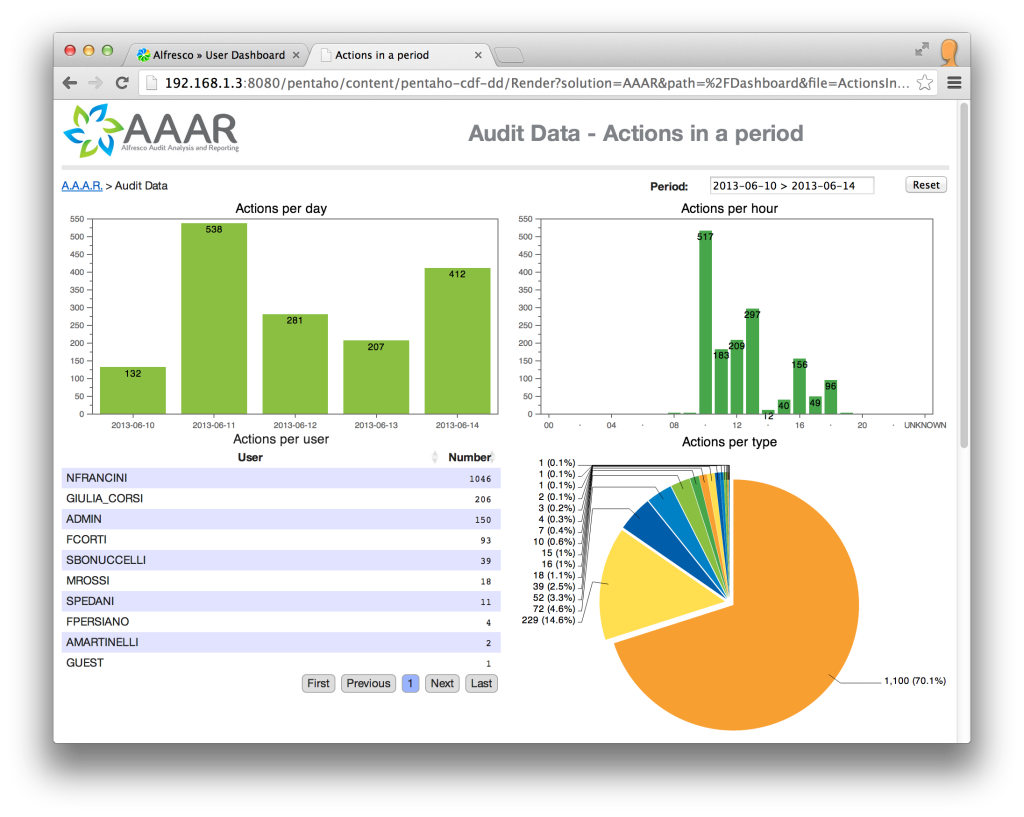 Alfresco » User Dashboard ×
Actions in a period ×
192.168.1.3:8080/pentaho/content/pentaho-cdf-dd/Render?solution=AAAR&path=%2FDashboard&file=ActionsIn...
AAAR
Alfresco Audit Analysis and Reporting
Audit Data - Actions in a period
A.A.A.R. > Audit Data
Period:
2013-06-10 > 2013-06-14
Reset
Actions per day
550
500
450
400
350
300
250
200
150
100
50
0
132
538
281
207
412
2013-06-10
2013-06-11
2013-06-12
2013-06-13
2013-06-14
Actions per hour
550
500
450
400
350
300
250
200
150
100
50
0
517
183
209
297
12
40
156
49
96
00
04
08
12
16
20
UNKNOWN
Actions per user
User Number
NFRANCINI 1046
GIULIA_CORSI 206
ADMIN 150
FCORTI 93
SBONUCCELLI 39
MROSSI 18
SPEDANI 11
FPERSIANO 4
AMARTINELLI 2
GUEST 1
First Previous 1 Next Last
Actions per type
1 (0.1%)
1 (0.1%)
1 (0.1%)
2 (0.1%)
3 (0.2%)
4 (0.3%)
7 (0.4%)
10 (0.6%)
15 (1%)
16 (1%)
18 (1.1%)
39 (2.5%)
52 (3.3%)
72 (4.6%)
229 (14.6%)
1,100 (70.1%)